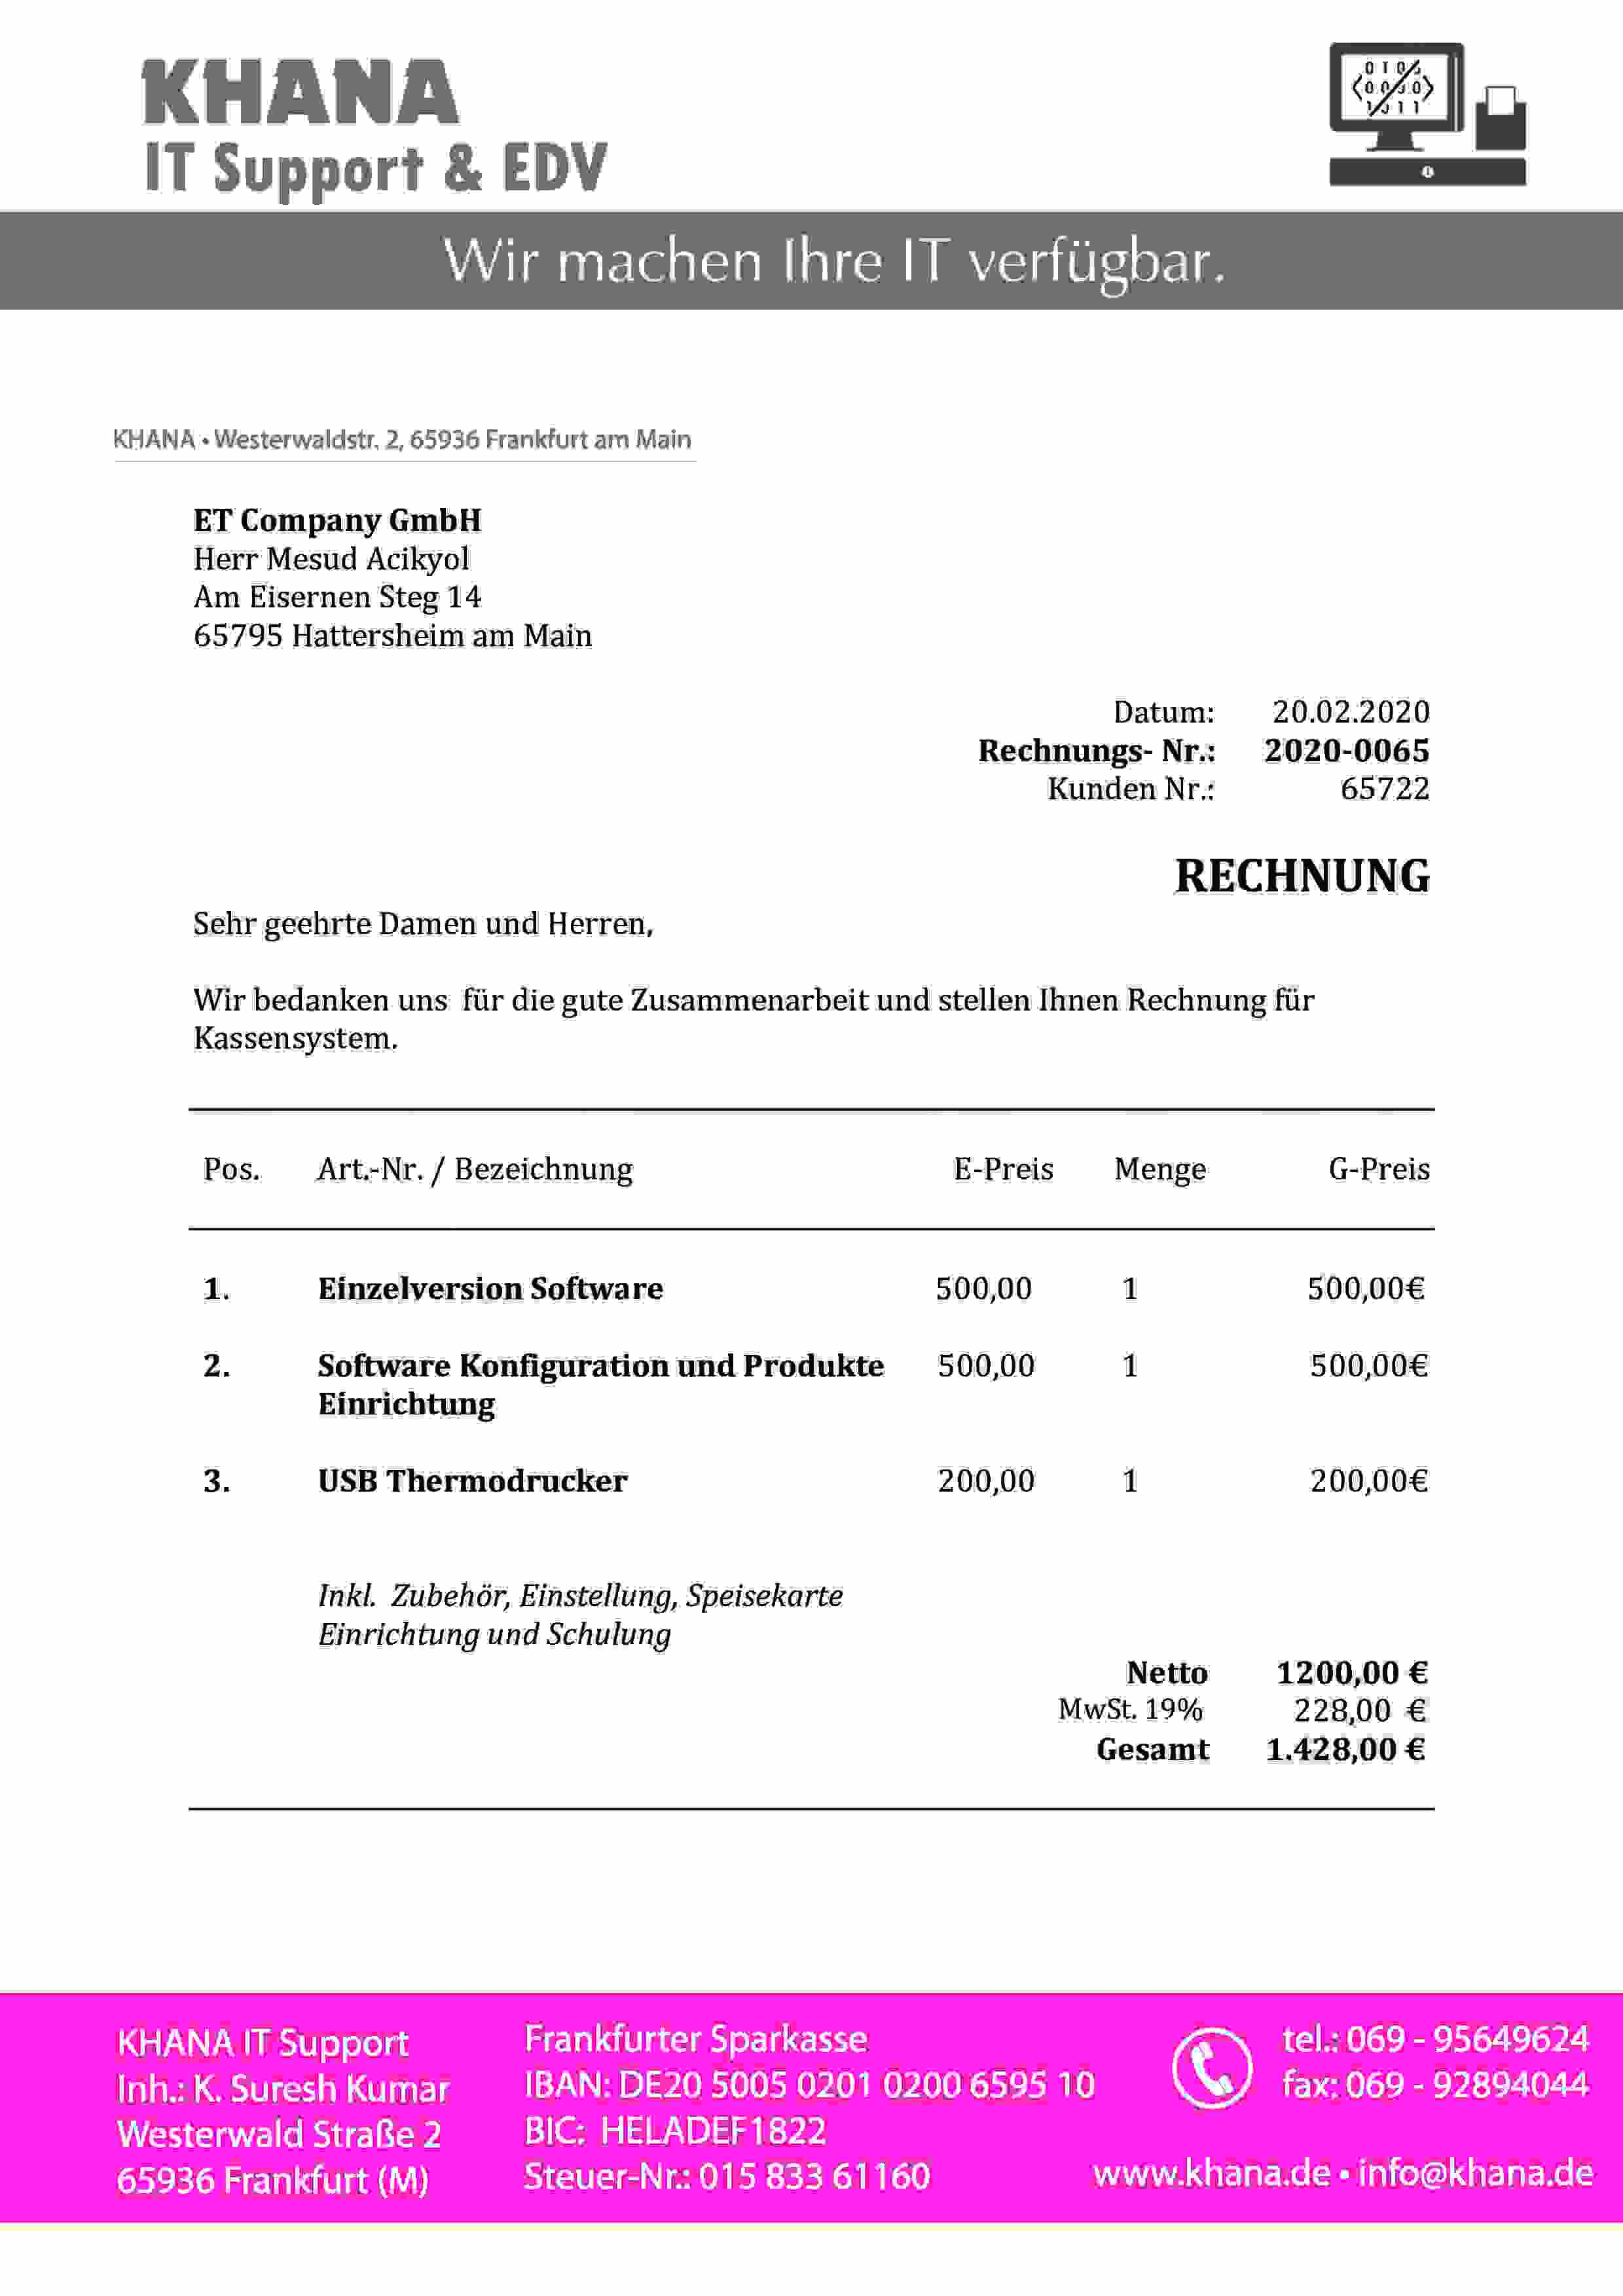 KHANA
IT Support & EDV
Wir machen Ihre IT verfügbar.
KHANA • Westerwaldstr. 2, 65936 Frankfurt am Main
ET Company GmbH
Herr Mesud Acikyol
Am Eisernen Steg 14
65795 Hattersheim am Main
Datum: 20.02.2020
Rechnungs- Nr.: 2020-0065
Kunden Nr.: 65722
RECHNUNG
Sehr geehrte Damen und Herren,
Wir bedanken uns für die gute Zusammenarbeit und stellen Ihnen Rechnung für
Kassensystem.
Pos. Art.-Nr. / Bezeichnung E-Preis Menge G-Preis
1. Einzelversion Software 500,00 1 500,00€
2. Software Konfiguration und Produkte 500,00 1 500,00€
Einrichtung
3. USB Thermodrucker 200,00 1 200,00€
Inkl. Zubehör, Einstellung, Speisekarte
Einrichtung und Schulung
Netto 1200,00 €
MwSt. 19% 228,00 €
Gesamt 1.428,00 €
KHANA IT Support
Inh.: K. Suresh Kumar
Westerwald Straße 2
65936 Frankfurt (M)
Frankfurter Sparkasse
IBAN: DE20 5005 0201 0200 6595 10
BIC: HELADEF1822
Steuer-Nr.: 015 833 61160
tel.: 069 - 95649624
fax: 069 - 92894044
www.khana.de • info@khana.de